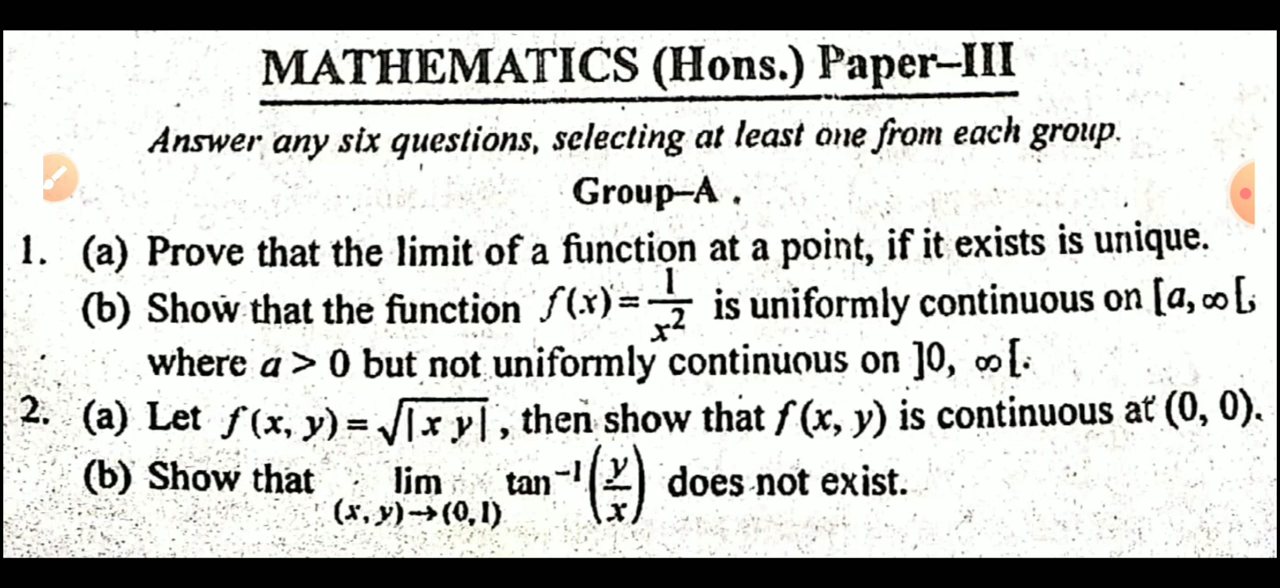 MATHEMATICS (Hons.) Paper–III
Answer any six questions, selecting at least one from each group.
Group–A .
1. (a) Prove that the limit of a function at a point, if it exists is unique.
(b) Show that the function f(x) = 1/x² is uniformly continuous on [a, ∞[,
where a > 0 but not uniformly continuous on ]0, ∞[.
2. (a) Let f(x, y) = √|x y| , then show that f (x, y) is continuous at (0, 0).
(b) Show that lim (x, y)→(0, 1) tan⁻¹(y/x) does not exist.